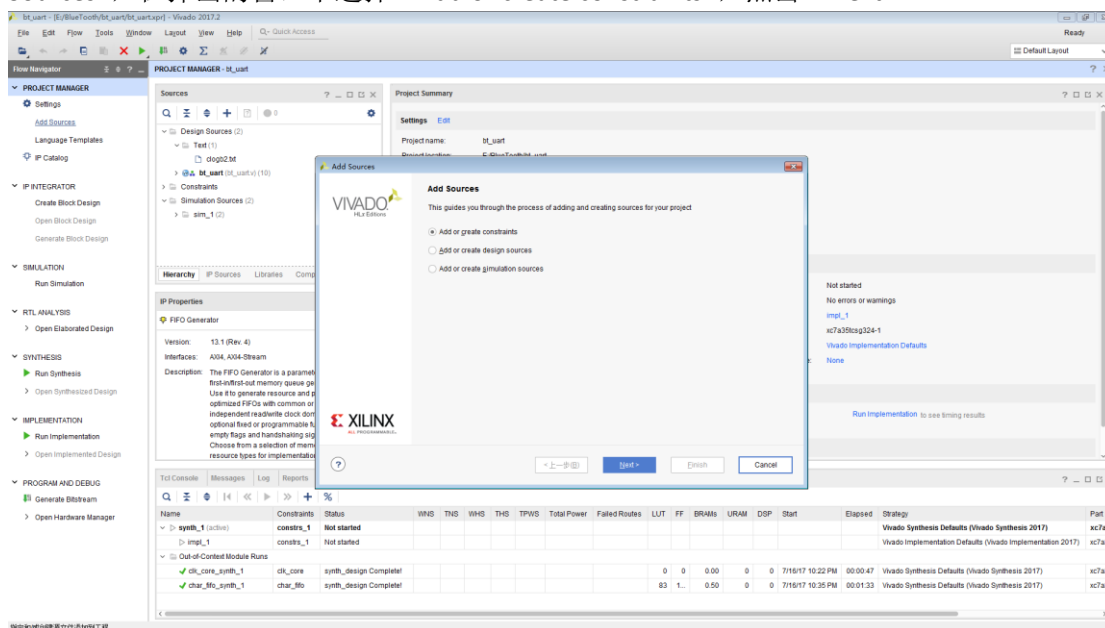 bt_uart - [E:/BlueTooth/bt_uart/bt_uart.xpr] - Vivado 2017.2
File Edit Flow Tools Window Layout View Help Quick Access
Ready
Default Layout
Flow Navigator
PROJECT MANAGER - bt_uart
PROJECT MANAGER
Settings
Add Sources
Language Templates
IP Catalog
IP INTEGRATOR
Create Block Design
Open Block Design
Generate Block Design
SIMULATION
Run Simulation
RTL ANALYSIS
Open Elaborated Design
SYNTHESIS
Run Synthesis
Open Synthesized Design
IMPLEMENTATION
Run Implementation
Open Implemented Design
PROGRAM AND DEBUG
Generate Bitstream
Open Hardware Manager
Sources
0
Design Sources (2)
Text (1)
clogb2.txt
bt_uart (bt_uart.v) (10)
Constraints
Simulation Sources (2)
sim_1 (2)
Hierarchy IP Sources Libraries
IP Properties
FIFO Generator
Version: 13.1 (Rev. 4)
Interfaces: AXI4, AXI4-Stream
Description: The FIFO Generator is a
first-in/first-out memory queue
Use it to generate resource and
optimized FIFOs with common or
independent read/write clock
optional fixed or programmable
empty flags and handshaking
Choose from a selection of
resource types for
Project Summary
Settings Edit
Project name: bt_uart
Project location: E:/BlueTooth/bt_uart
Not started
No errors or warnings
impl_1
xc7a35tcsg324-1
Vivado Implementation Defaults
None
Run Implementation to see timing results
Add Sources
VIVADO
HLx Editions
Add Sources
This guides you through the process of adding and creating sources for your project
Add or create constraints
Add or create design sources
Add or create simulation sources
XILINX
ALL PROGRAMMABLE
?
<上一步(B) Next > Finish Cancel
Tcl Console Messages Log Reports
Name Constraints Status WNS TNS WHS THS TPWS Total Power Failed Routes LUT FF BRAMs URAM DSP Start Elapsed Strategy Part
synth_1 (active) constrs_1 Not started Vivado Synthesis Defaults (Vivado Synthesis 2017)
impl_1 constrs_1 Not started Vivado Implementation Defaults (Vivado Implementation 2017)
Out-of-Context Module Runs
clk_core_synth_1 clk_core synth_design Complete! 0 0 0.00 0 0 7/16/17 10:22 PM 00:00:47 Vivado Synthesis Defaults (Vivado Synthesis 2017)
char_fifo_synth_1 char_fifo synth_design Complete! 83 1... 0.50 0 0 7/16/17 10:35 PM 00:01:33 Vivado Synthesis Defaults (Vivado Synthesis 2017)